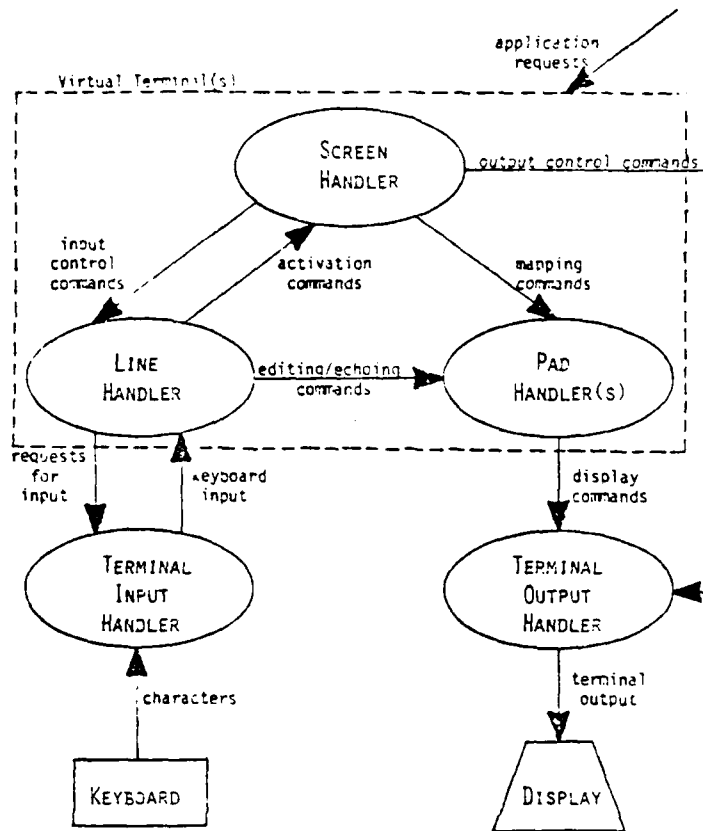 application
requests
Virtual Terminil(s)
SCREEN
HANDLER
output control commands
input
control
commands
activation
commands
mapping
commands
LINE
HANDLER
editing/echoing
commands
PAD
HANDLER(S)
requests
for
input
keyboard
input
display
commands
TERMINAL
INPUT
HANDLER
TERMINAL
OUTPUT
HANDLER
characters
terminal
output
KEYBOARD
DISPLAY